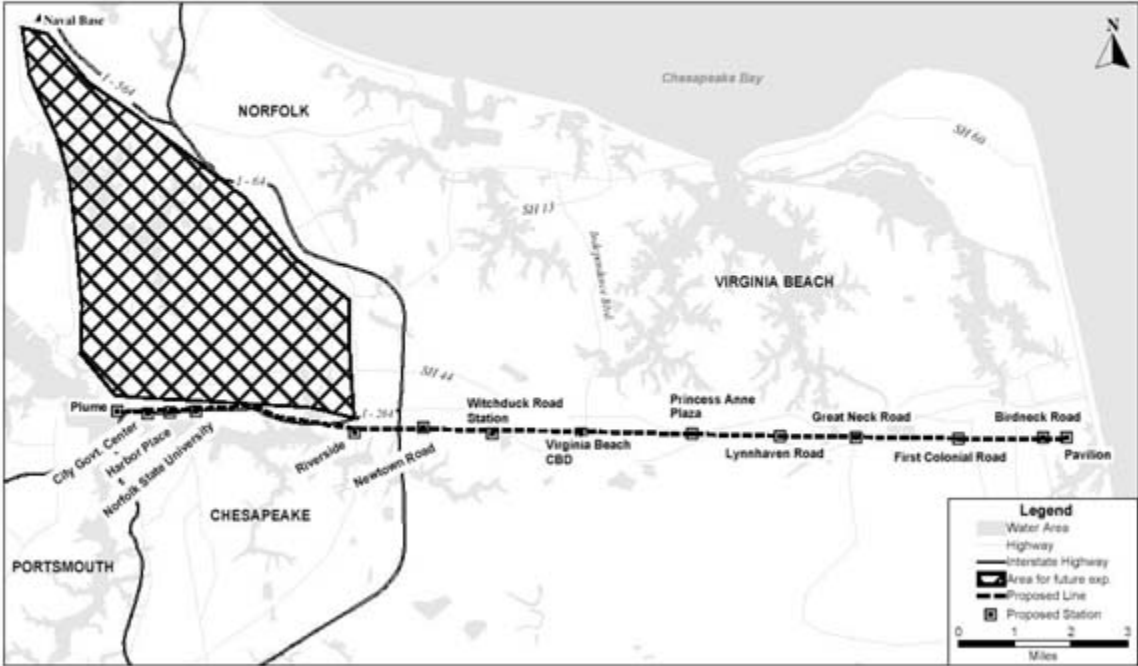 Naval Base
N
I - 564
Chesapeake Bay
NORFOLK
SH 60
I - 64
SH 13
Independence Blvd
VIRGINIA BEACH
SH 44
Plume
I - 264
Witchduck Road
Station
Princess Anne
Plaza
Great Neck Road
Birdneck Road
City Govt. Center
Harbor Place
Norfolk State University
Riverside
Newtown Road
Virginia Beach
CBD
Lynnhaven Road
First Colonial Road
Pavilion
CHESAPEAKE
PORTSMOUTH
Legend
Water Area
Highway
Interstate Highway
Area for future exp.
Proposed Line
Proposed Station
0 1 2 3
Miles